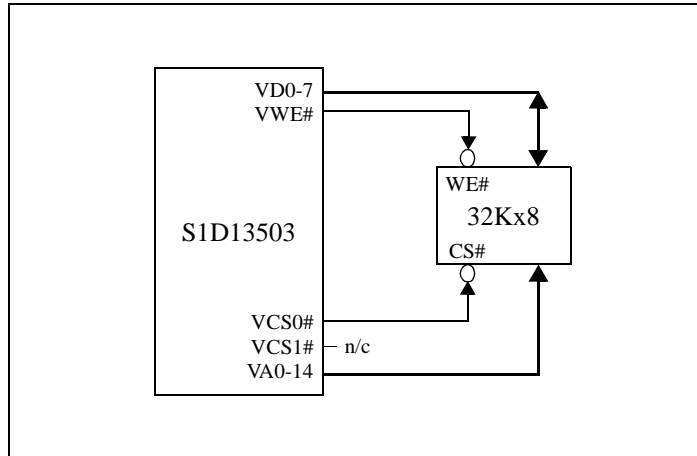 VD0-7
VWE#
WE#
32Kx8
S1D13503
CS#
VCS0#
VCS1#
n/c
VA0-14